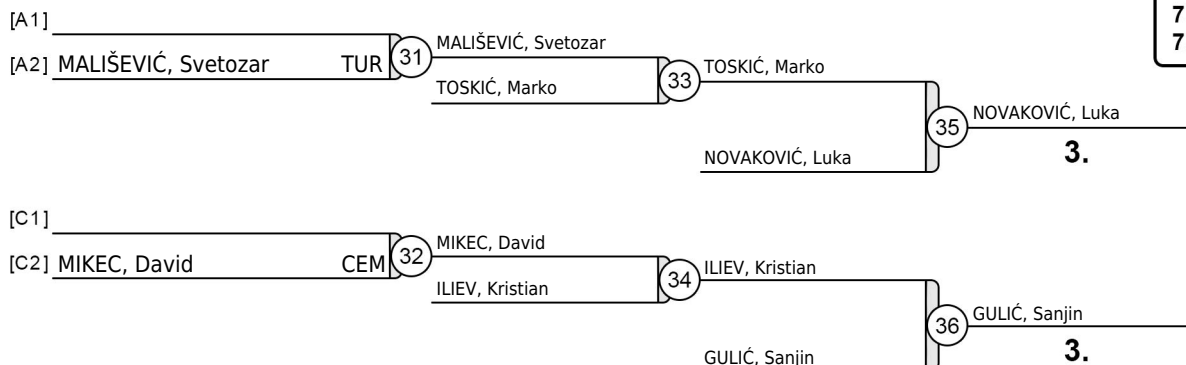 [A1]
7
7
[A2] MALIŠEVIĆ, Svetozar TUR 31 MALIŠEVIĆ, Svetozar
TOSKIĆ, Marko 33 TOSKIĆ, Marko
NOVAKOVIĆ, Luka 35 NOVAKOVIĆ, Luka
3.
[C1]
[C2] MIKEC, David CEM 32 MIKEC, David
ILIEV, Kristian 34 ILIEV, Kristian
GULIĆ, Sanjin 36 GULIĆ, Sanjin
3.